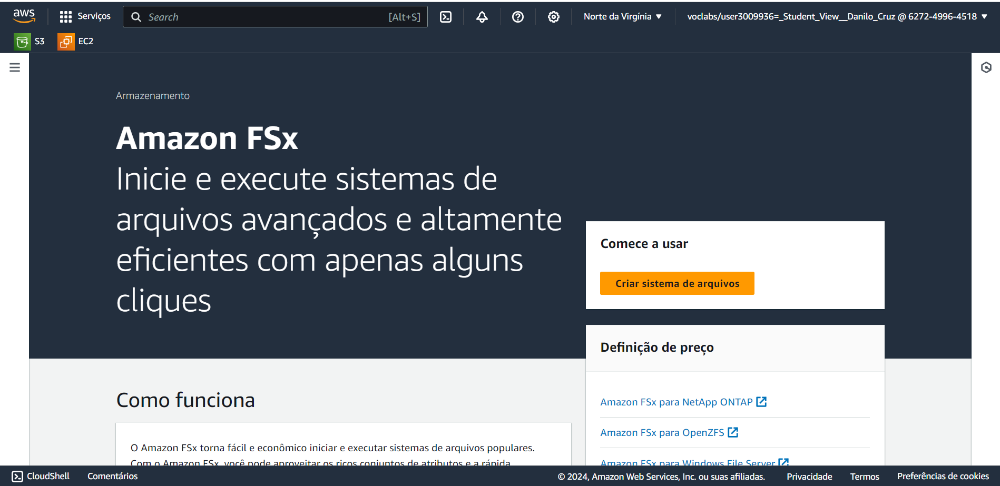 aws
Serviços
Search
[Alt+S]
Norte da Virgínia
voclabs/user3009936=_Student_View__Danilo_Cruz @ 6272-4996-4518
S3
EC2
Armazenamento
Amazon FSx
Inicie e execute sistemas de
arquivos avançados e altamente
eficientes com apenas alguns
cliques
Comece a usar
Criar sistema de arquivos
Definição de preço
Amazon FSx para NetApp ONTAP
Amazon FSx para OpenZFS
Amazon FSx para Windows File Server
Como funciona
O Amazon FSx torna fácil e econômico iniciar e executar sistemas de arquivos populares.
Com o Amazon FSx, você pode aproveitar os ricos conjuntos de atributos e a rápida
CloudShell
Comentários
© 2024, Amazon Web Services, Inc. ou suas afiliadas.
Privacidade
Termos
Preferências de cookies